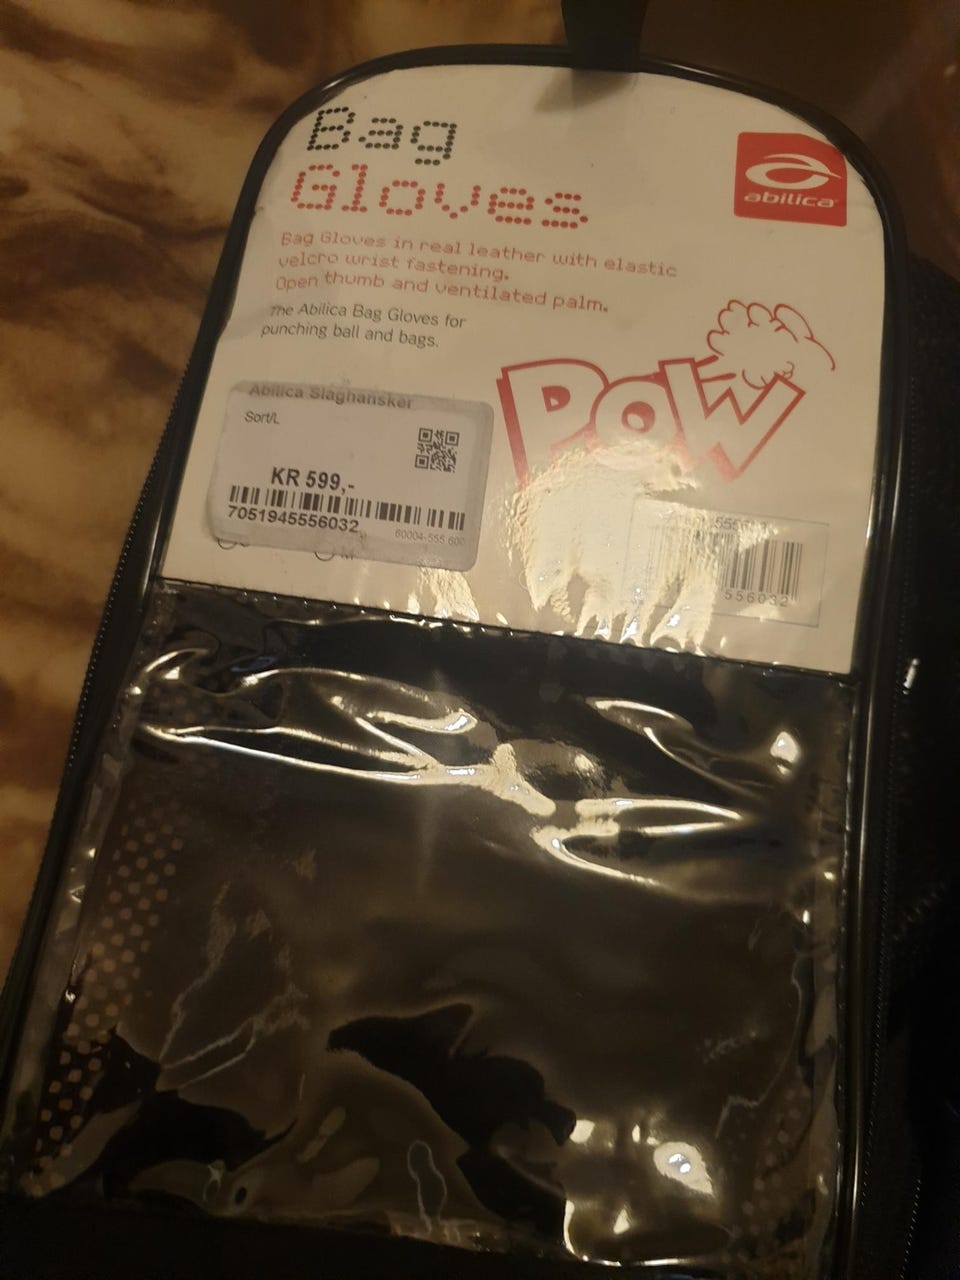 Bag
Gloves
abilica
Bag Gloves in real leather with elastic
velcro wrist fastening.
Open thumb and ventilated palm.
The Abilica Bag Gloves for
punching ball and bags.
POW
Abilica Slaghansker
Sort/L
KR 599,-
7051945556032
60004-555 600
M
556032